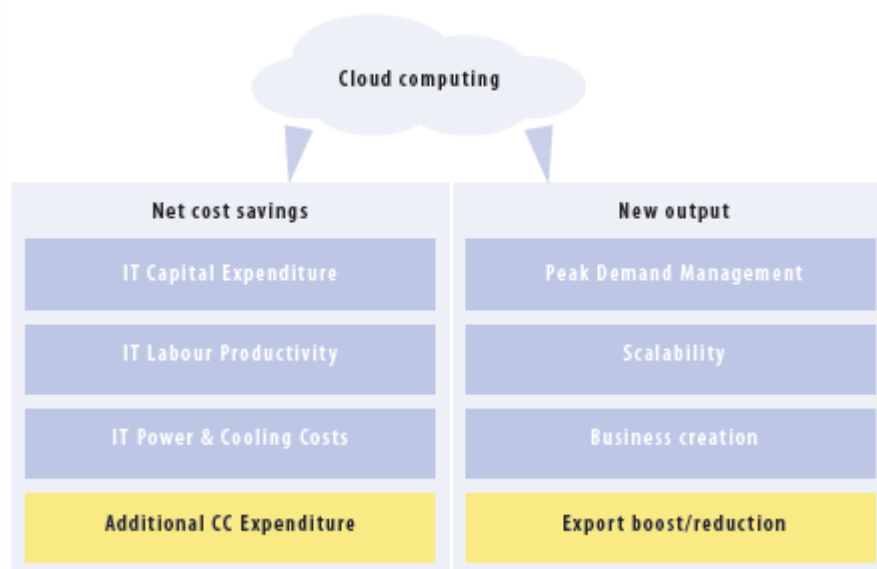 Cloud computing
Net cost savings
IT Capital Expenditure
IT Labour Productivity
IT Power & Cooling Costs
Additional CC Expenditure
New output
Peak Demand Management
Scalability
Business creation
Export boost/reduction